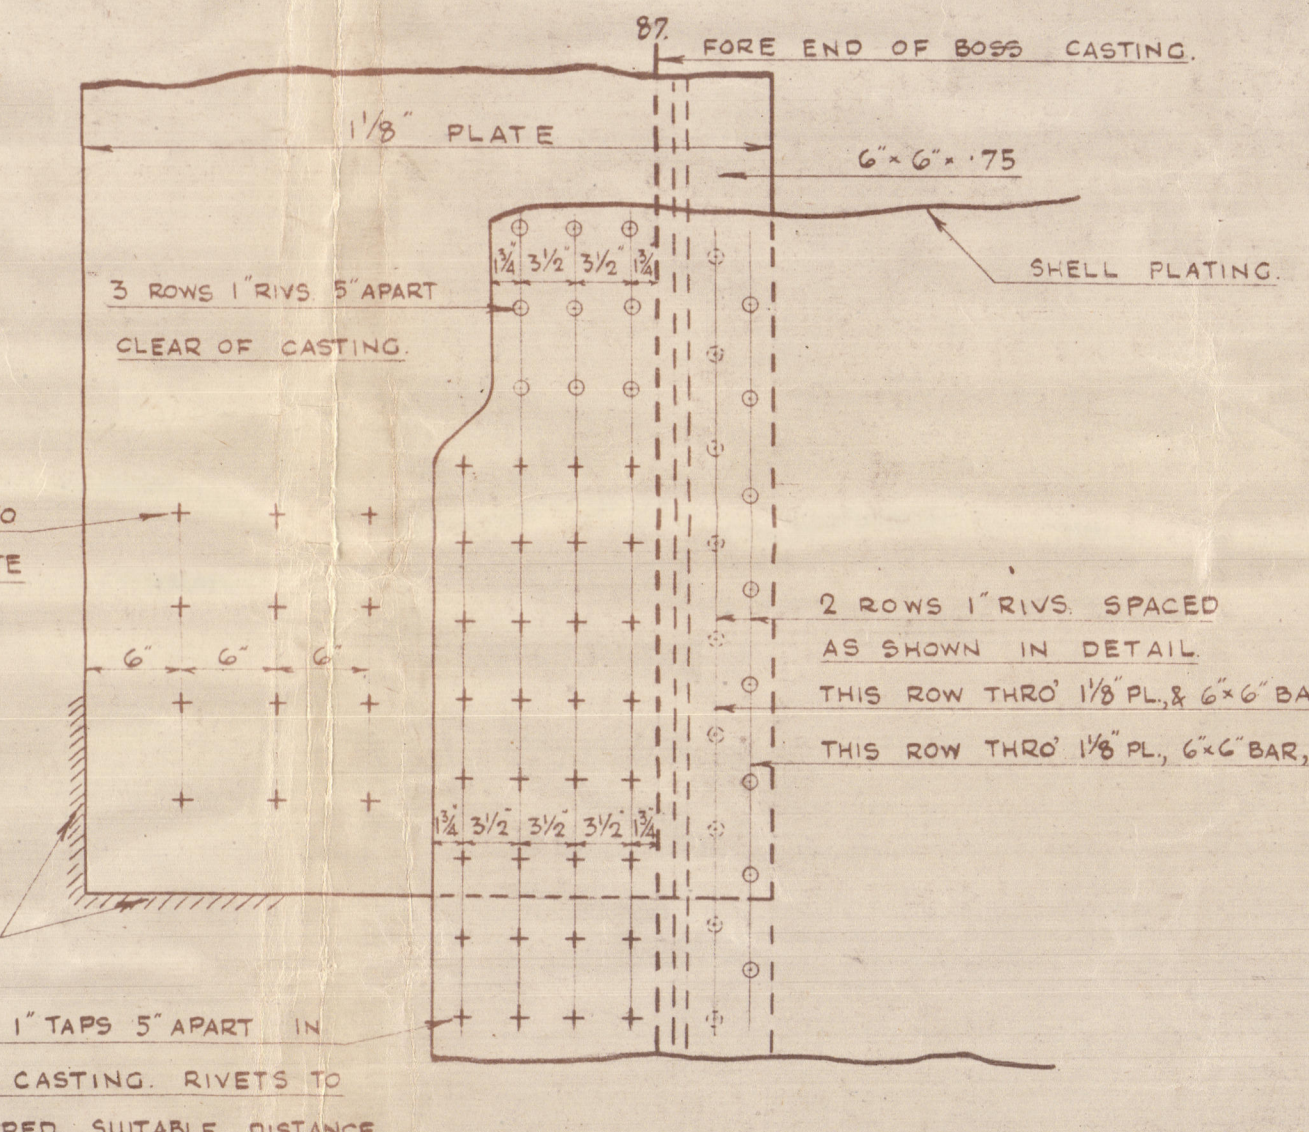 87.
FORE END OF BOSS CASTING.
1 1/8" PLATE
6" × 6" × .75
SHELL PLATING.
1 3/4" 3 1/2" 3 1/2" 1 3/4"
3 ROWS 1" RIVS. 5" APART
CLEAR OF CASTING.
2 ROWS 1" RIVS. SPACED
AS SHOWN IN DETAIL.
THIS ROW THRO' 1 1/8" PL., & 6"×6" BA
THIS ROW THRO' 1 1/8" PL., 6"×6" BAR,
6" 6" 6"
1 3/4" 3 1/2" 3 1/2" 3 1/2" 1 3/4"
1" TAPS 5" APART IN
CASTING. RIVETS TO
SUITABLE DISTANCE